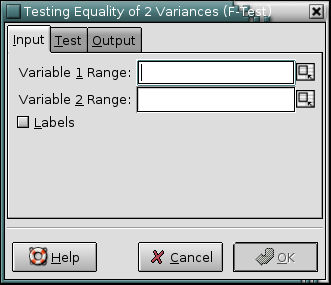 Testing Equality of 2 Variances (F-Test)
Input Test Output
Variable 1 Range:
Variable 2 Range:
Labels
Help Cancel OK